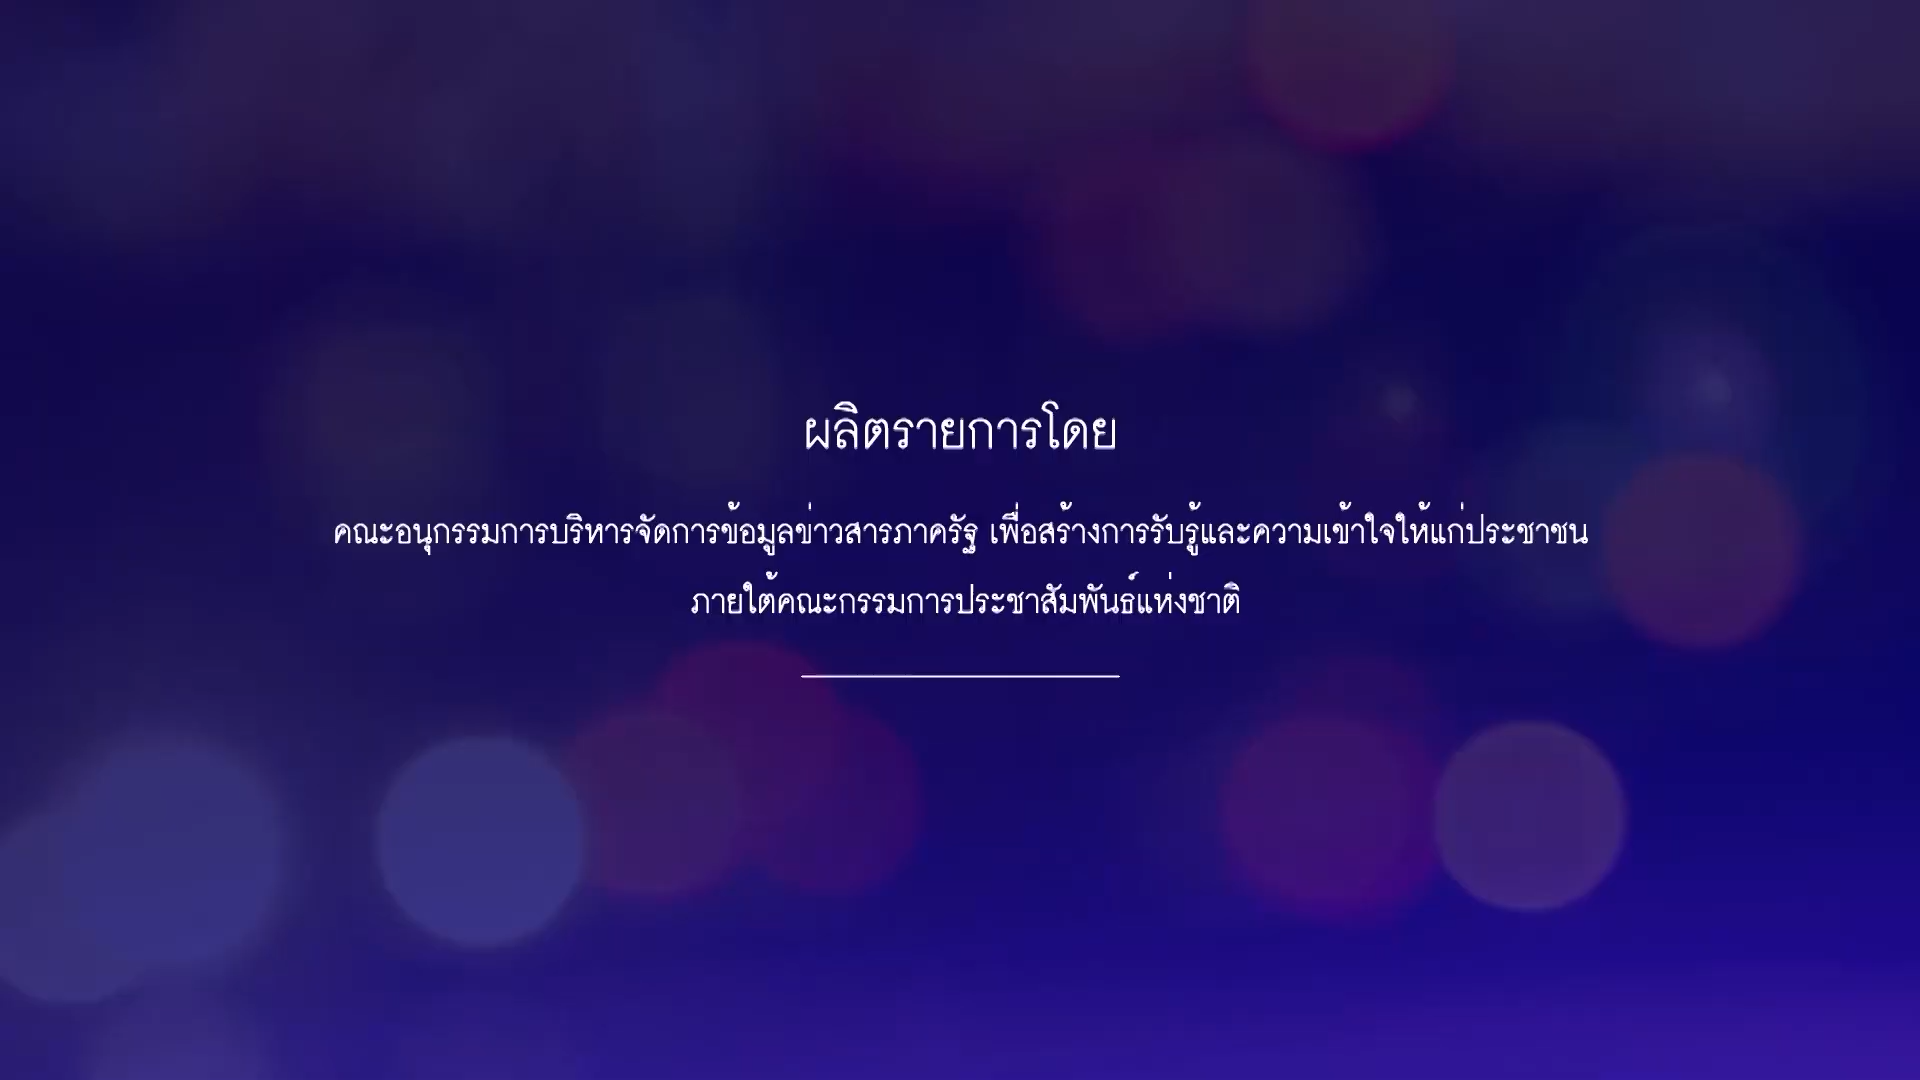 ผลิตรายการโดย
คณะอนุกรรมการบริหารจัดการข้อมูลข่าวสารภาครัฐ เพื่อสร้างการรับรู้และความเข้าใจให้แก่ประชาชน
ภายใต้คณะกรรมการประชาสัมพันธ์แห่งชาติ